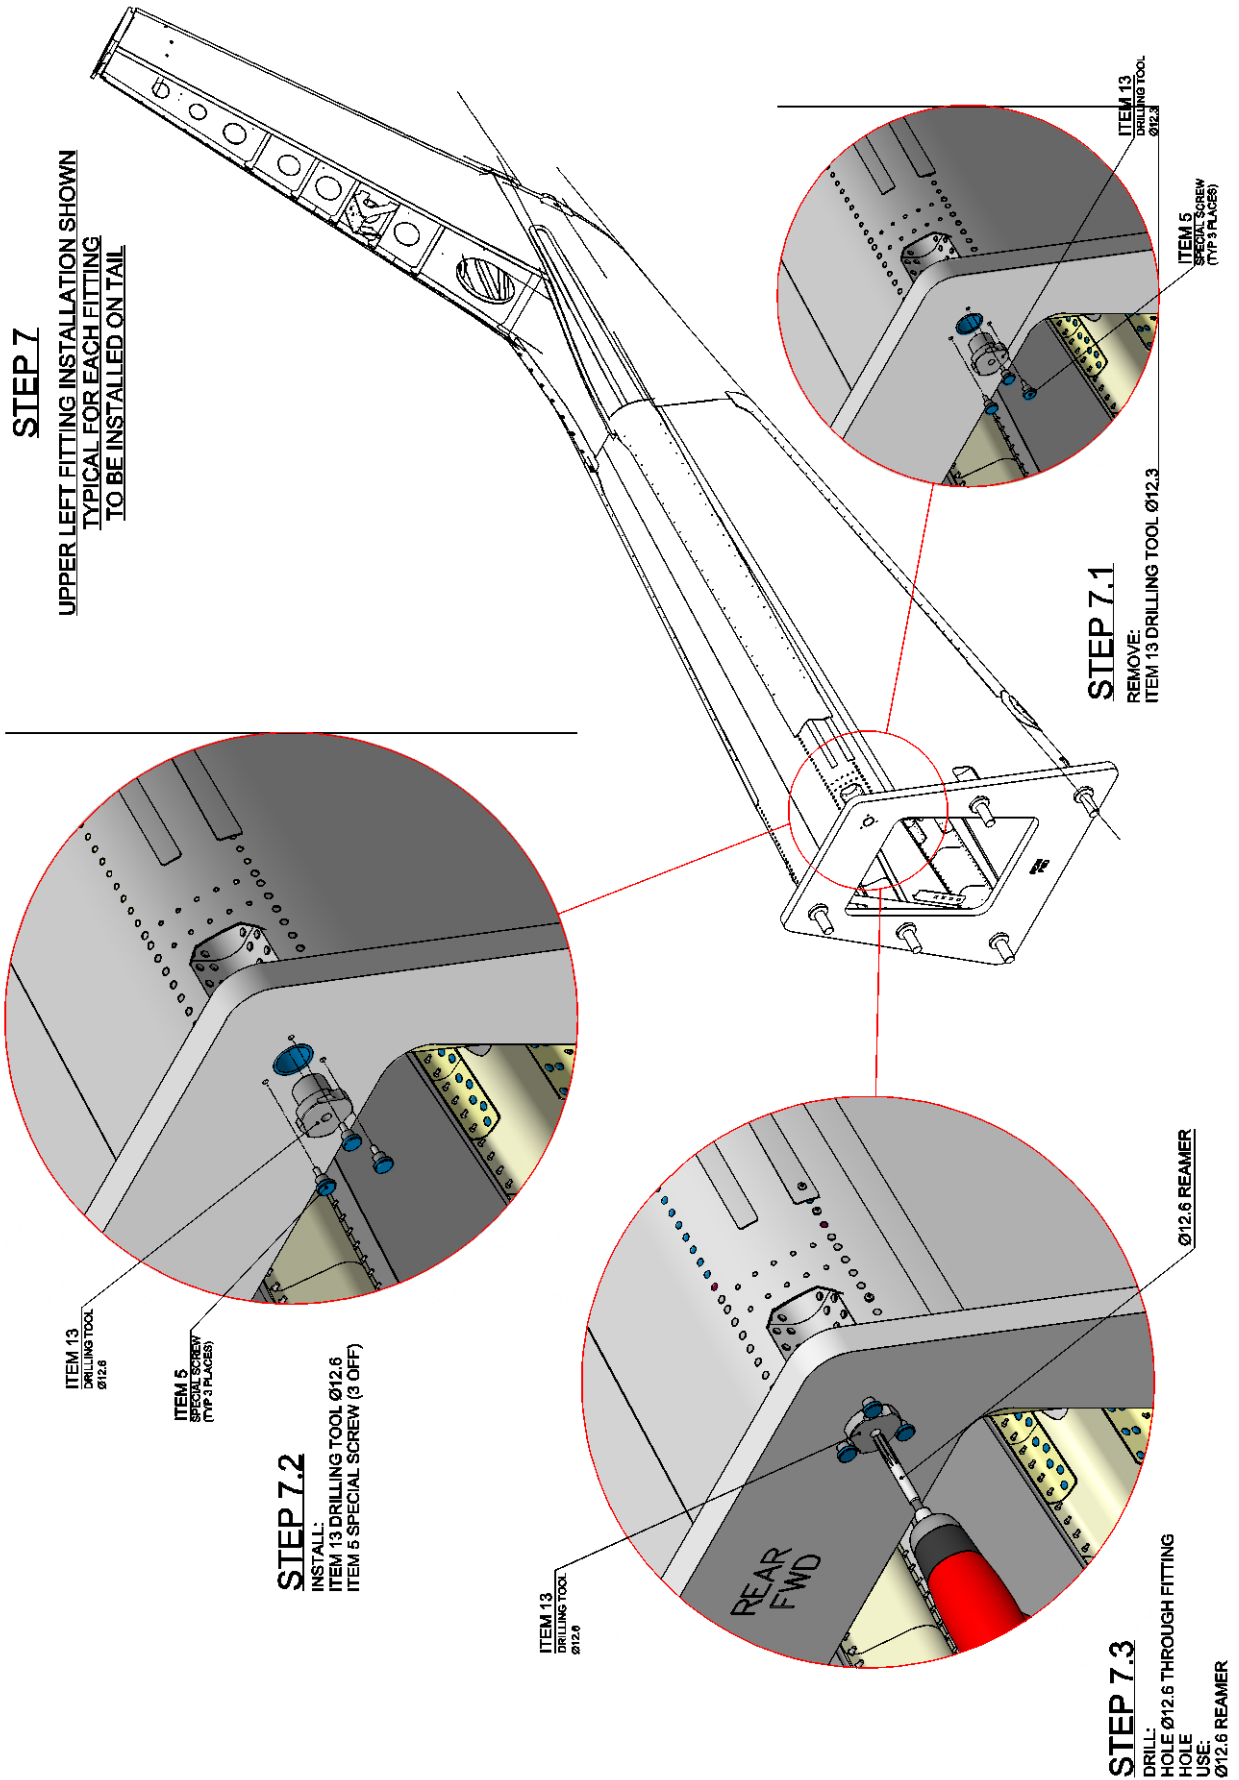 STEP 7
UPPER LEFT FITTING INSTALLATION SHOWN
TYPICAL FOR EACH FITTING
TO BE INSTALLED ON TAIL
ITEM 13
DRILLING TOOL
Ø12.3
ITEM 5
SPECIAL SCREW
(TYP 3 PLACES)
STEP 7.1
REMOVE:
ITEM 13 DRILLING TOOL Ø12.3
ITEM 13
DRILLING TOOL
Ø12.6
ITEM 5
SPECIAL SCREW
(TYP 3 PLACES)
STEP 7.2
INSTALL:
ITEM 13 DRILLING TOOL Ø12.6
ITEM 5 SPECIAL SCREW (3 OFF)
ITEM 13
DRILLING TOOL
Ø12.6
Ø12.6 REAMER
REAR
FWD
STEP 7.3
DRILL:
HOLE Ø12.6 THROUGH FITTING
HOLE
USE:
Ø12.6 REAMER
REAR
FWD